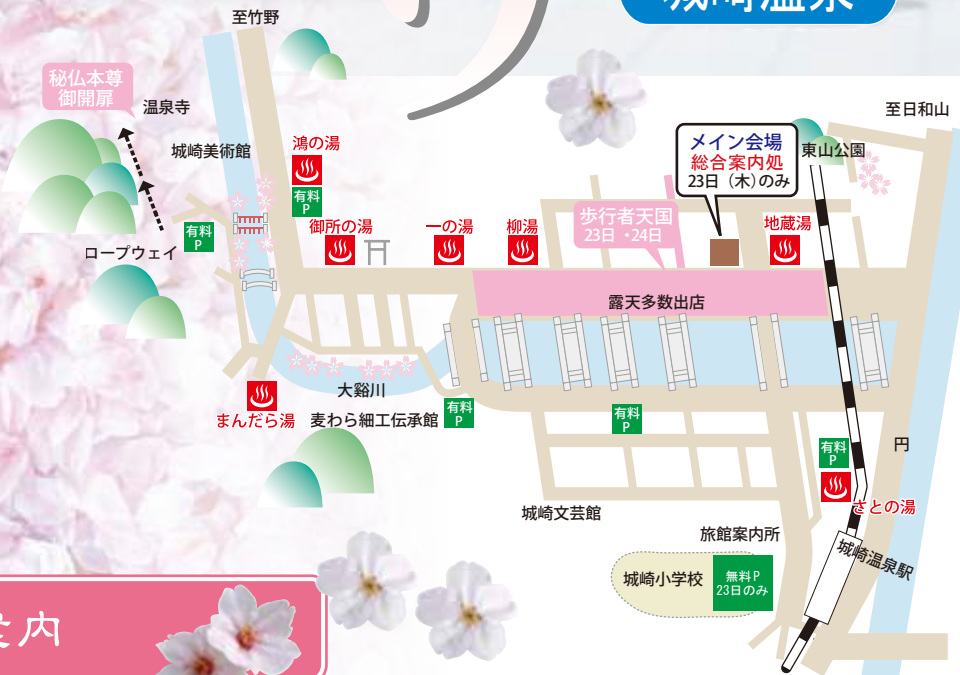 城崎温泉
至竹野
秘仏本尊
御開扉
温泉寺
至日和山
城崎美術館
鴻の湯
メイン会場
総合案内処
23日（木）のみ
東山公園
有料
P
有料
P
御所の湯
一の湯
柳湯
歩行者天国
23日・24日
地蔵湯
ロープウェイ
露天多数出店
大谿川
まんだら湯
麦わら細工伝承館
有料
P
有料
P
有料
P
円
さとの湯
城崎文芸館
旅館案内所
城崎温泉駅
城崎小学校
無料P
23日のみ
内